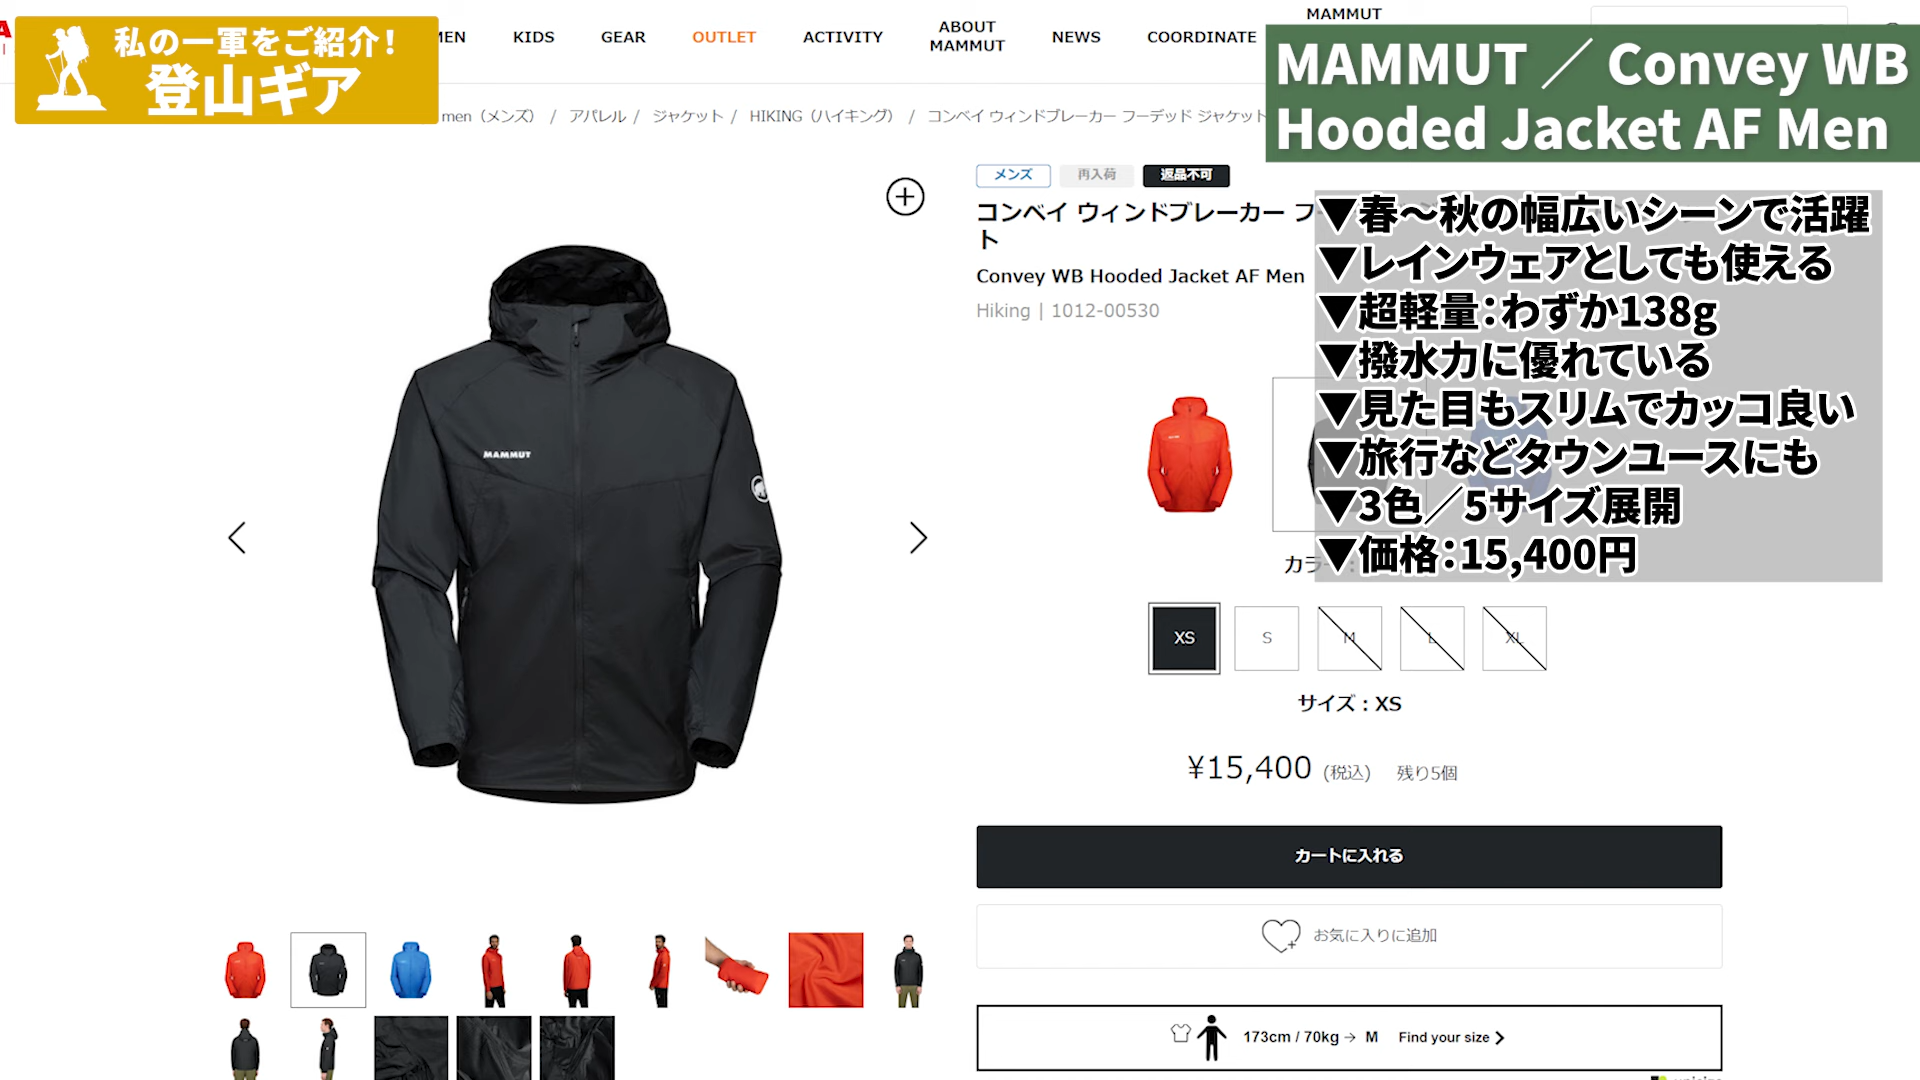 私の一軍をご紹介！
登山ギア
MEN
KIDS
GEAR
OUTLET
ACTIVITY
ABOUT
MAMMUT
NEWS
COORDINATE
MAMMUT
MAMMUT ／ Convey WB
Hooded Jacket AF Men
men（メンズ） / アパレル / ジャケット / HIKING（ハイキング） / コンベイ ウィンドブレーカー フーデッド ジャケット
メンズ
再入荷
返品不可
コンベイ ウィンドブレーカー フ
ト
Convey WB Hooded Jacket AF Men
Hiking | 1012-00530
▼春～秋の幅広いシーンで活躍
▼レインウェアとしても使える
▼超軽量：わずか138g
▼撥水力に優れている
▼見た目もスリムでカッコ良い
▼旅行などタウンユースにも
▼3色／5サイズ展開
▼価格：15,400円
MAMMUT
カラー :
XS
S
M
L
XL
サイズ : XS
¥15,400 (税込) 残り5個
カートに入れる
お気に入りに追加
173cm / 70kg → M Find your size